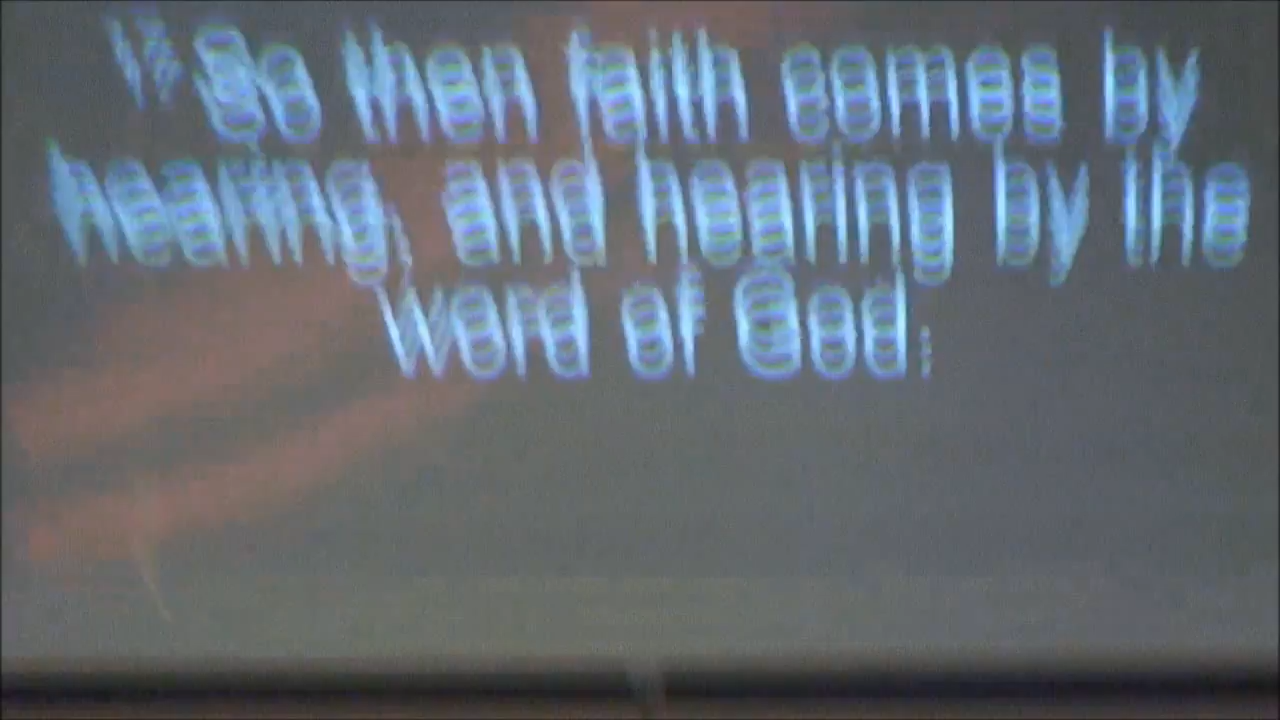 "So then faith comes by
hearing, and hearing by the
word of God.